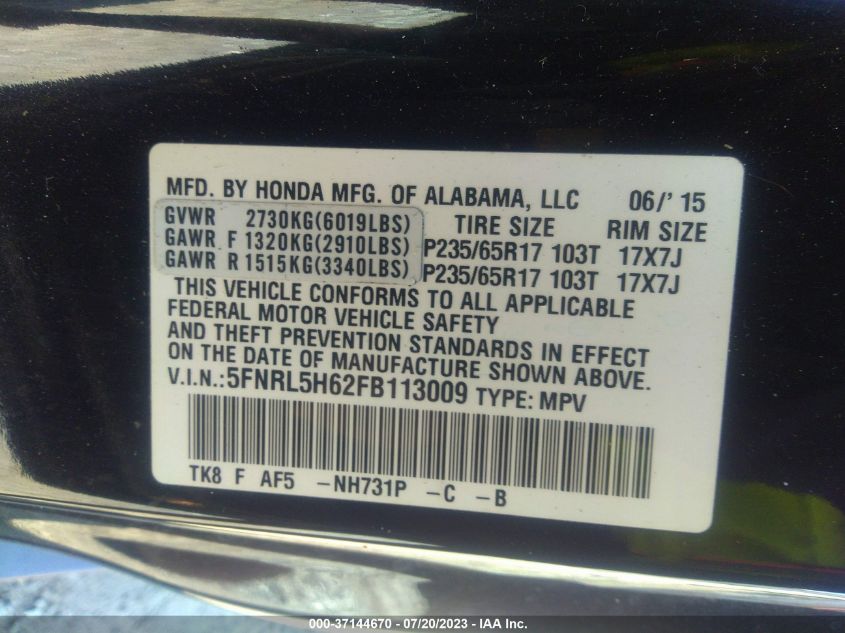 MFD. BY HONDA MFG. OF ALABAMA, LLC 06/' 15
GVWR 2730KG(6019LBS) TIRE SIZE RIM SIZE
GAWR F 1320KG(2910LBS) P235/65R17 103T 17X7J
GAWR R 1515KG(3340LBS) P235/65R17 103T 17X7J
THIS VEHICLE CONFORMS TO ALL APPLICABLE
FEDERAL MOTOR VEHICLE SAFETY
AND THEFT PREVENTION STANDARDS IN EFFECT
ON THE DATE OF MANUFACTURE SHOWN ABOVE.
V.I.N.:5FNRL5H62FB113009 TYPE: MPV
TK8 F AF5 -NH731P -C -B
000-37144670 - 07/20/2023 - IAA Inc.